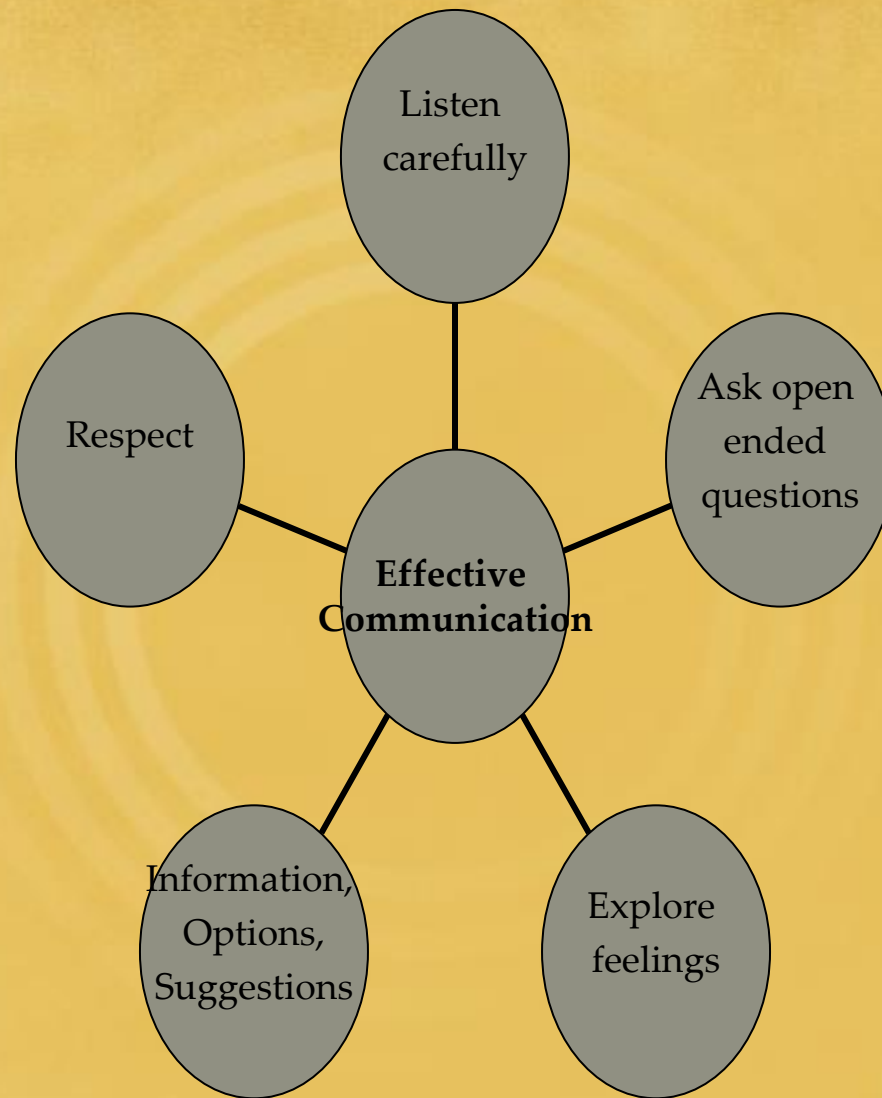 Listen
carefully
Respect
Ask open
ended
questions
Effective
Communication
Information,
Options,
Suggestions
Explore
feelings